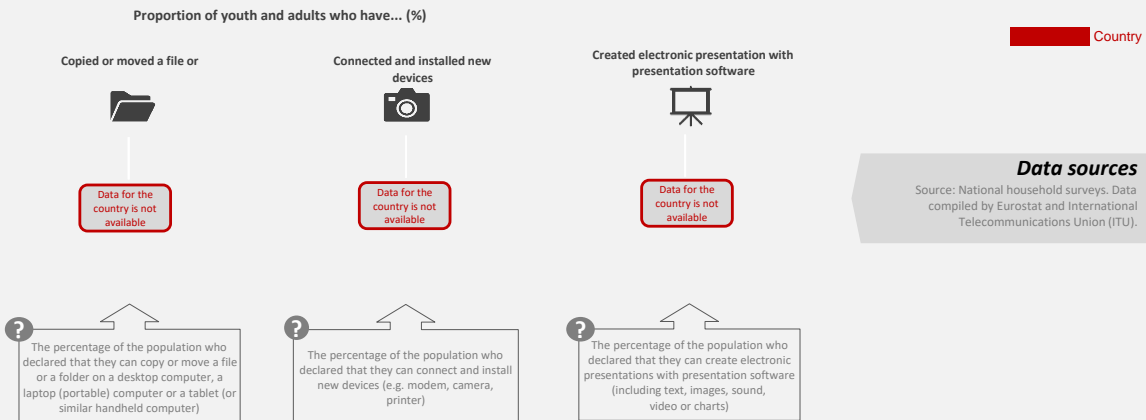 Proportion of youth and adults who have... (%)
Country
Copied or moved a file or
Connected and installed new
devices
Created electronic presentation with
presentation software
Data for the
country is not
available
Data for the
country is not
available
Data for the
country is not
available
Data sources
Source: National household surveys. Data
compiled by Eurostat and International
Telecommunications Union (ITU).
?
The percentage of the population who
declared that they can copy or move a file
or a folder on a desktop computer, a
laptop (portable) computer or a tablet (or
similar handheld computer)
?
The percentage of the population who
declared that they can connect and install
new devices (e.g. modem, camera,
printer)
?
The percentage of the population who
declared that they can create electronic
presentations with presentation software
(including text, images, sound,
video or charts)